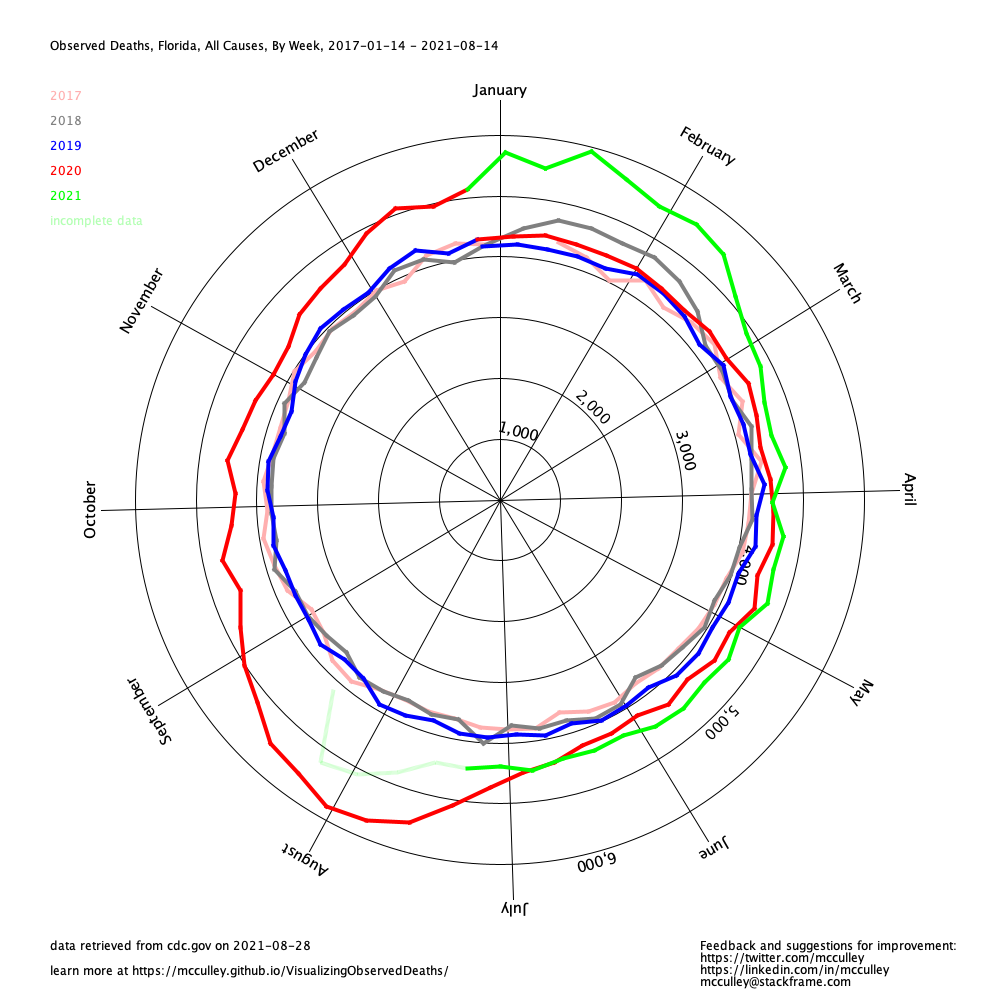 Observed Deaths, Florida, All Causes, By Week, 2017-01-14 - 2021-08-14
January
2017
2018
2019
2020
2021
incomplete data
December
February
November
March
October
April
September
May
August
June
July
1,000
2,000
3,000
4,000
5,000
6,000
data retrieved from cdc.gov on 2021-08-28
learn more at https://mcculley.github.io/VisualizingObservedDeaths/
Feedback and suggestions for improvement:
https://twitter.com/mcculley
https://linkedin.com/in/mcculley
mcculley@stackframe.com